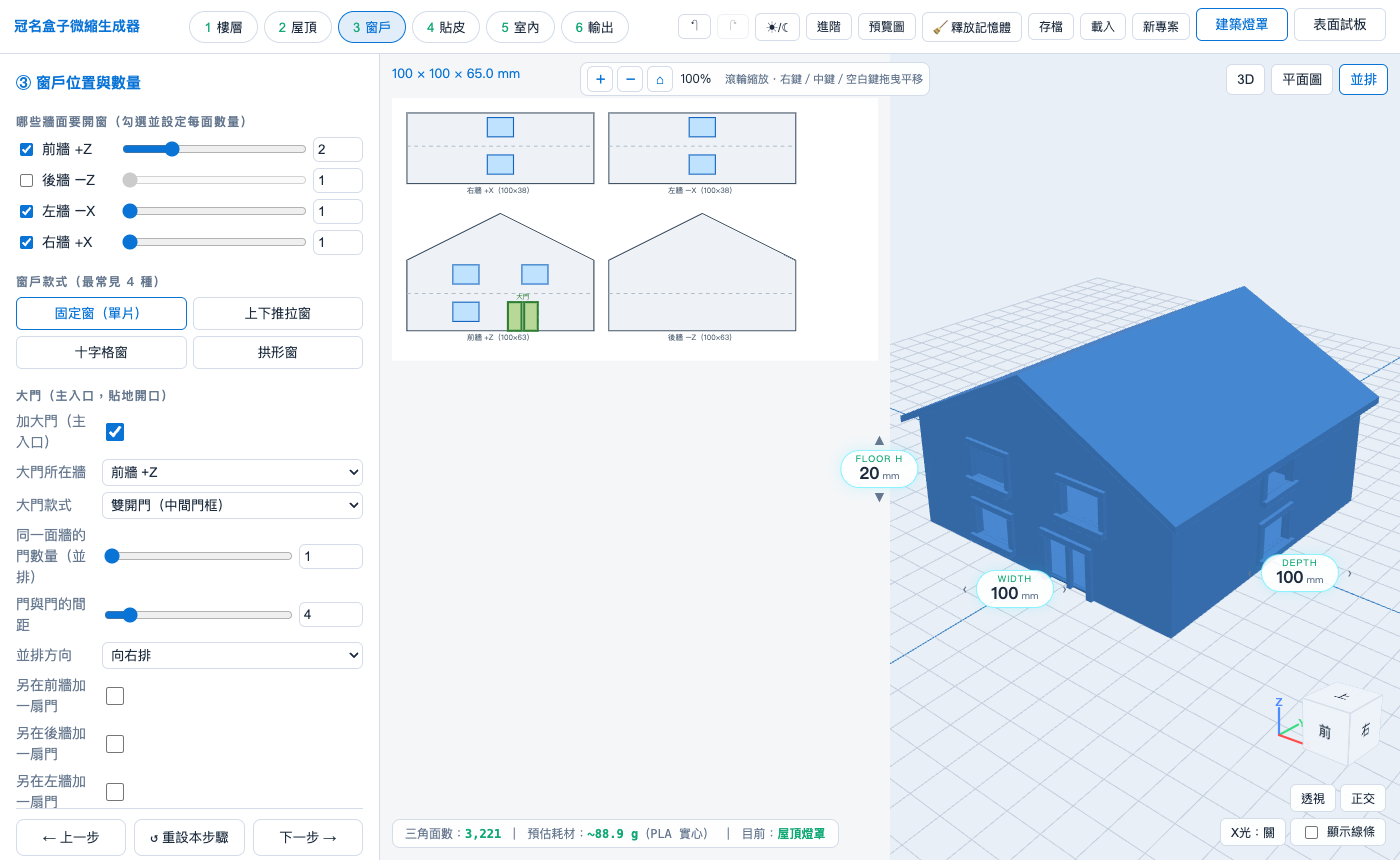 冠名盒子微縮生成器
1 樓層
2 屋頂
3 窗戶
4 貼皮
5 室內
6 輸出
☀/☾
進階
預覽圖
🧹 釋放記憶體
存檔
載入
新專案
建築燈罩
表面試板
③ 窗戶位置與數量
哪些牆面要開窗（勾選並設定每面數量）
前牆 +Z
2
後牆 −Z
1
左牆 −X
1
右牆 +X
1
窗戶款式（最常見 4 種）
固定窗（單片）
上下推拉窗
十字格窗
拱形窗
大門（主入口，貼地開口）
加大門（主
入口）
大門所在牆
前牆 +Z
大門款式
雙開門（中間門框）
同一面牆的
門數量（並
排）
1
門與門的間
距
4
並排方向
向右排
另在前牆加
一扇門
另在後牆加
一扇門
另在左牆加
一扇門
← 上一步
↺ 重設本步驟
下一步 →
100 × 100 × 65.0 mm
+
−
⌂
100%
滾輪縮放・右鍵 / 中鍵 / 空白鍵拖曳平移
3D
平面圖
並排
右牆 +X（100×38）
左牆 −X（100×38）
大門
前牆 +Z（100×63）
後牆 −Z（100×63）
▲
FLOOR H
20 mm
▼
‹
WIDTH
100 mm
›
DEPTH
100 mm
›
Z
上
前
右
透視
正交
X光：關
顯示線條
三角面數：3,221 | 預估耗材：~88.9 g（PLA 實心） | 目前：屋頂燈罩